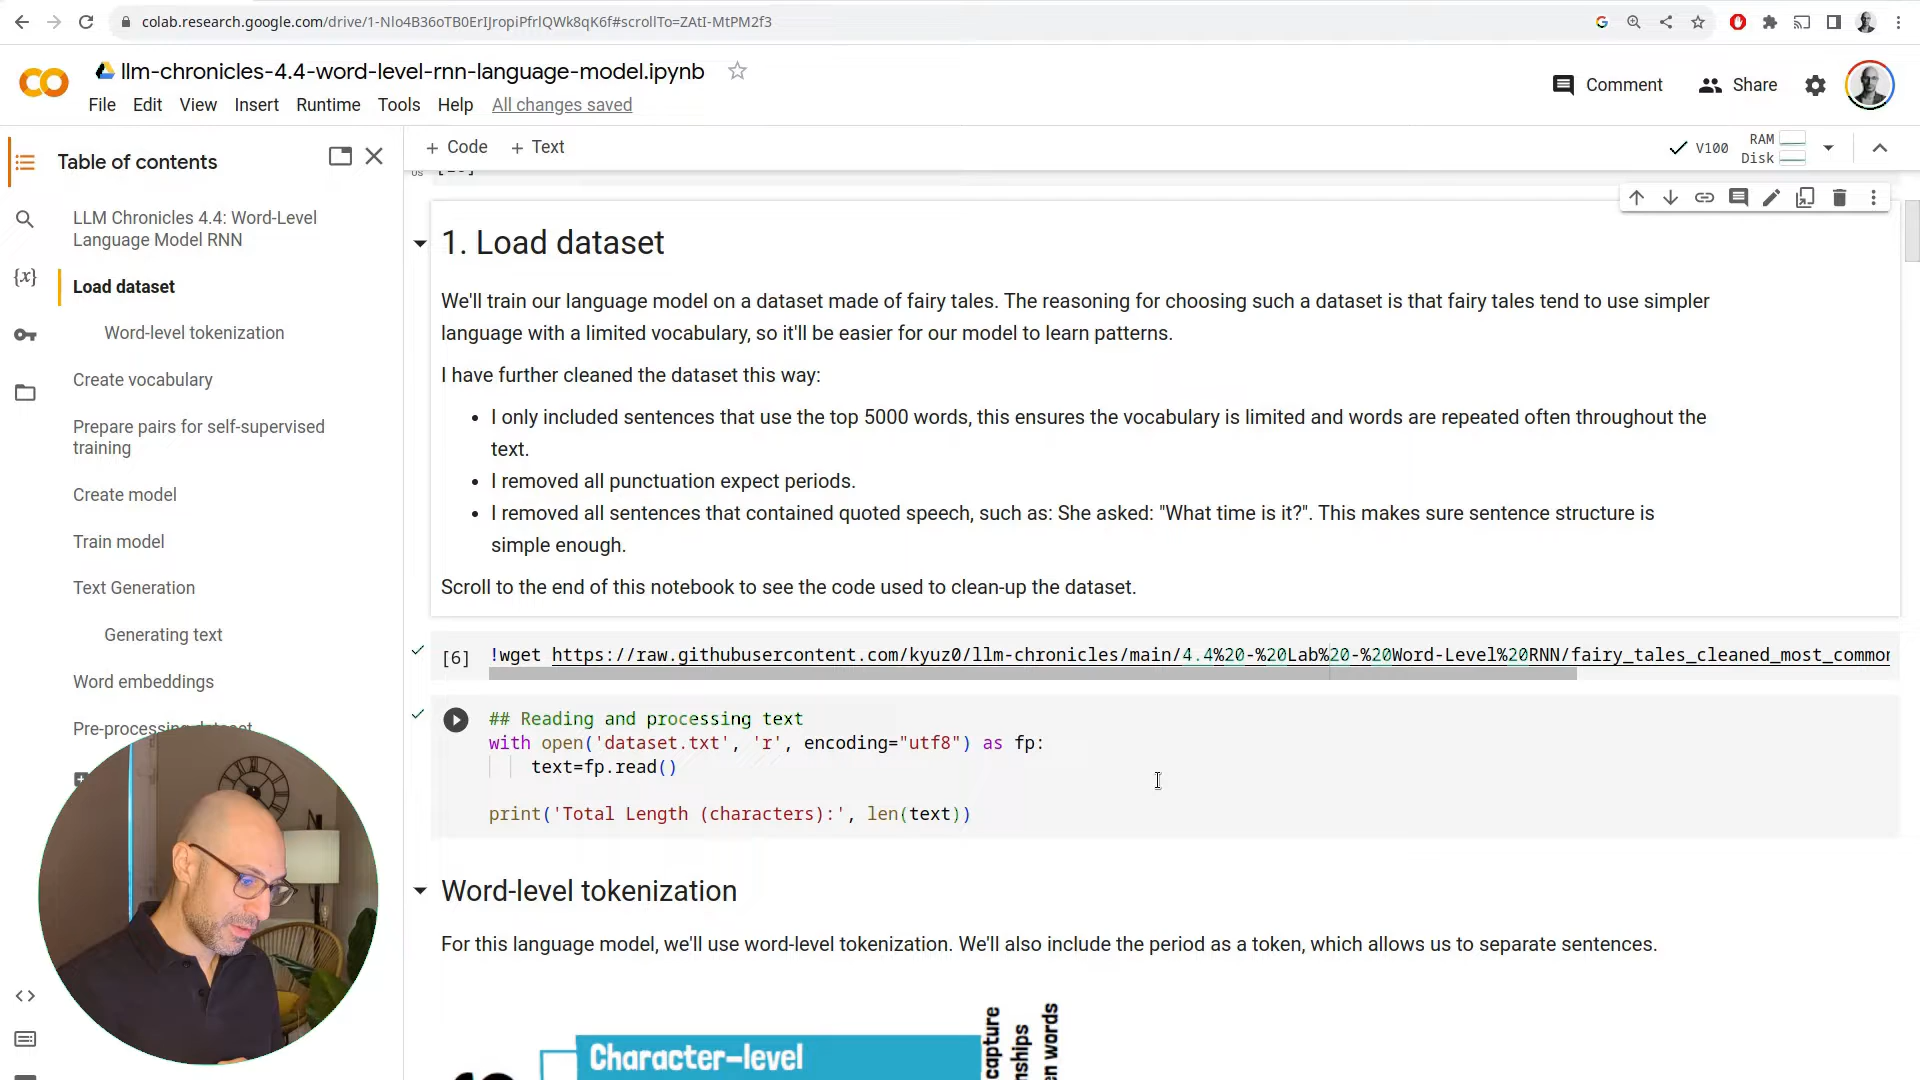 colab.research.google.com/drive/1-Nlo4B36oTB0ErIJropiPfrlQWk8qK6f#scrollTo=ZAtI-MtPM2f3
llm-chronicles-4.4-word-level-rnn-language-model.ipynb
File Edit View Insert Runtime Tools Help All changes saved
Comment Share
Table of contents
+ Code + Text
V100 RAM Disk
LLM Chronicles 4.4: Word-Level
Language Model RNN
Load dataset
Word-level tokenization
Create vocabulary
Prepare pairs for self-supervised
training
Create model
Train model
Text Generation
Generating text
Word embeddings
Pre-processing dataset
1. Load dataset
We'll train our language model on a dataset made of fairy tales. The reasoning for choosing such a dataset is that fairy tales tend to use simpler
language with a limited vocabulary, so it'll be easier for our model to learn patterns.
I have further cleaned the dataset this way:
• I only included sentences that use the top 5000 words, this ensures the vocabulary is limited and words are repeated often throughout the
text.
• I removed all punctuation expect periods.
• I removed all sentences that contained quoted speech, such as: She asked: "What time is it?". This makes sure sentence structure is
simple enough.
Scroll to the end of this notebook to see the code used to clean-up the dataset.
[6] !wget https://raw.githubusercontent.com/kyuz0/llm-chronicles/main/4.4%20-%20Lab%20-%20Word-Level%20RNN/fairy_tales_cleaned_most_common
## Reading and processing text
with open('dataset.txt', 'r', encoding="utf8") as fp:
text=fp.read()
print('Total Length (characters):', len(text))
Word-level tokenization
For this language model, we'll use word-level tokenization. We'll also include the period as a token, which allows us to separate sentences.
Character-level
capture
words